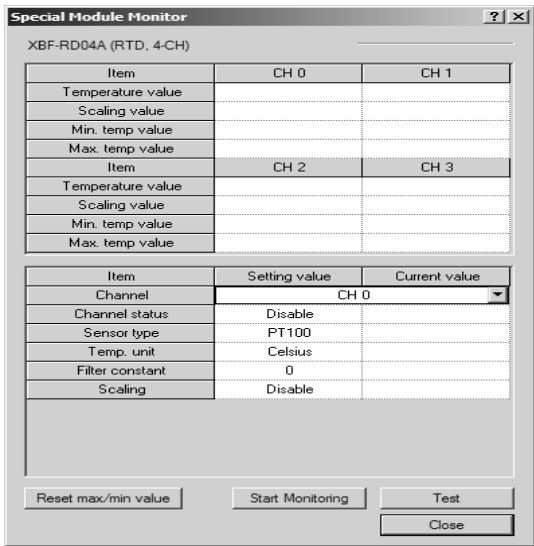 Special Module Monitor
XBF-RD04A (RTD, 4-CH)
Item CH 0 CH 1
Temperature value
Scaling value
Min. temp value
Max. temp value
Item CH 2 CH 3
Temperature value
Scaling value
Min. temp value
Max. temp value
Item Setting value Current value
Channel CH 0
Channel status Disable
Sensor type PT100
Temp. unit Celsius
Filter constant 0
Scaling Disable
Reset max/min value Start Monitoring Test
Close